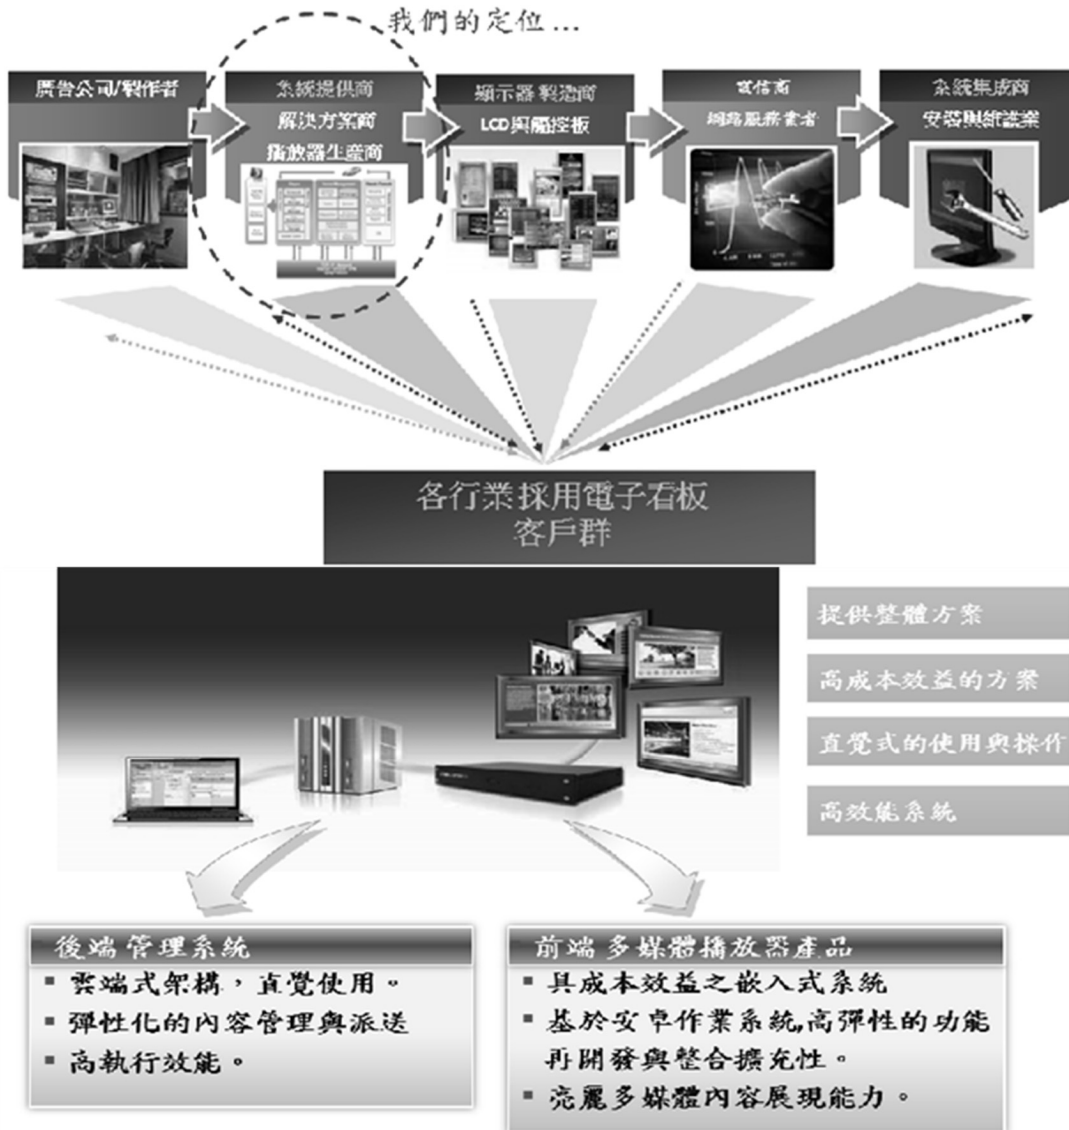 我們的定位...
廣告公司/製作者
系統提供商
解決方案商
播放器生產商
顯示器製造商
LCD與觸控板
電信商
網路服務業者
系統集成商
安裝與維護業
各行業採用電子看板
客戶群
提供整體方案
高成本效益的方案
直覺式的使用與操作
高效能系統
後端管理系統
▪ 雲端式架構，直覺使用。
▪ 彈性化的內容管理與派送
▪ 高執行效能。
前端多媒體播放器產品
▪ 具成本效益之嵌入式系統
▪ 基於安卓作業系統,高彈性的功能
再開發與整合擴充性。
▪ 亮麗多媒體內容展現能力。